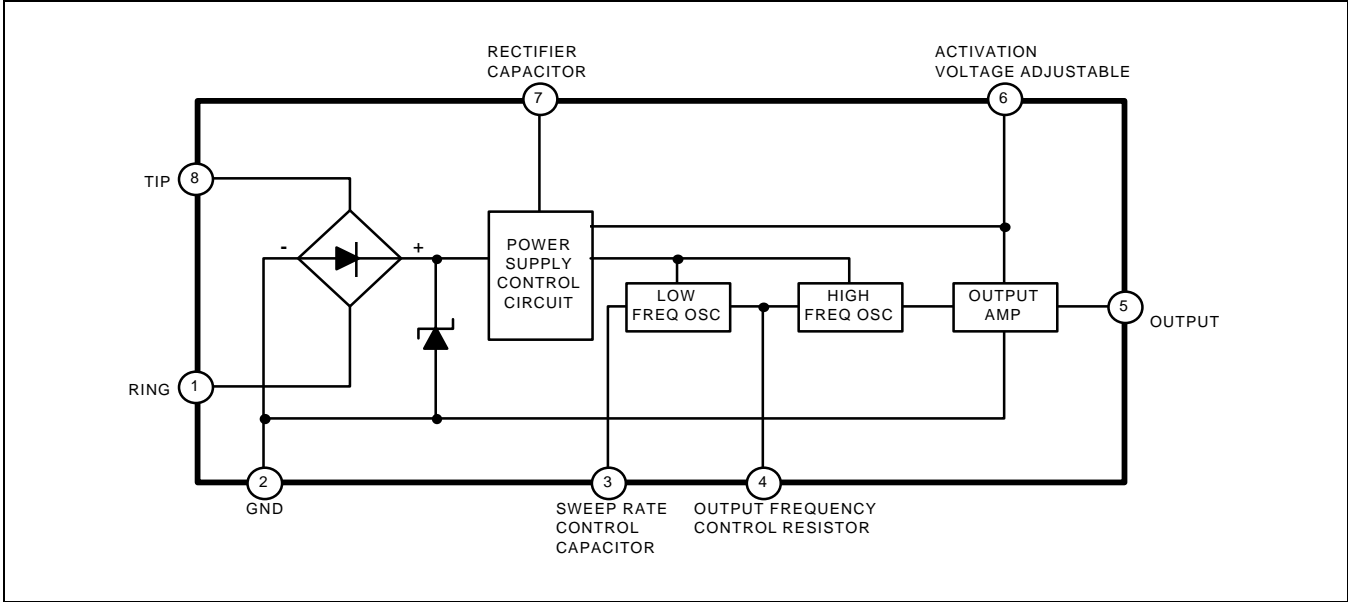 RECTIFIER
CAPACITOR
7
ACTIVATION
VOLTAGE ADJUSTABLE
6
TIP
8
-
+
POWER
SUPPLY
CONTROL
CIRCUIT
LOW
FREQ OSC
HIGH
FREQ OSC
OUTPUT
AMP
5
OUTPUT
RING
1
2
GND
3
SWEEP RATE
CONTROL
CAPACITOR
4
OUTPUT FREQUENCY
CONTROL RESISTOR